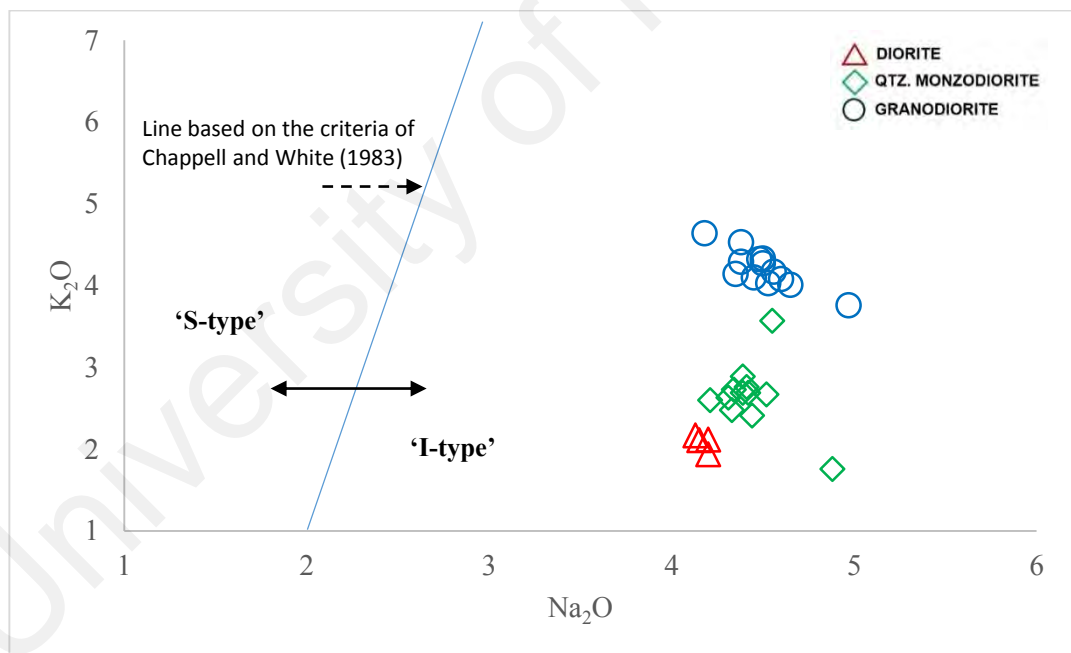 University of
7
6
5
4
3
2
1
K₂O
DIORITE
QTZ. MONZODIORITE
GRANODIORITE
Line based on the criteria of
Chappell and White (1983)
‘S-type’
‘I-type’
1
2
3
4
5
6
Na₂O